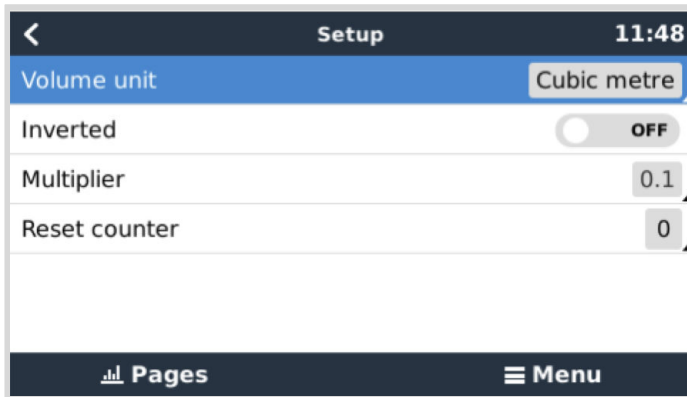 Setup 11:48
Volume unit Cubic metre
Inverted OFF
Multiplier 0.1
Reset counter 0
Pages Menu